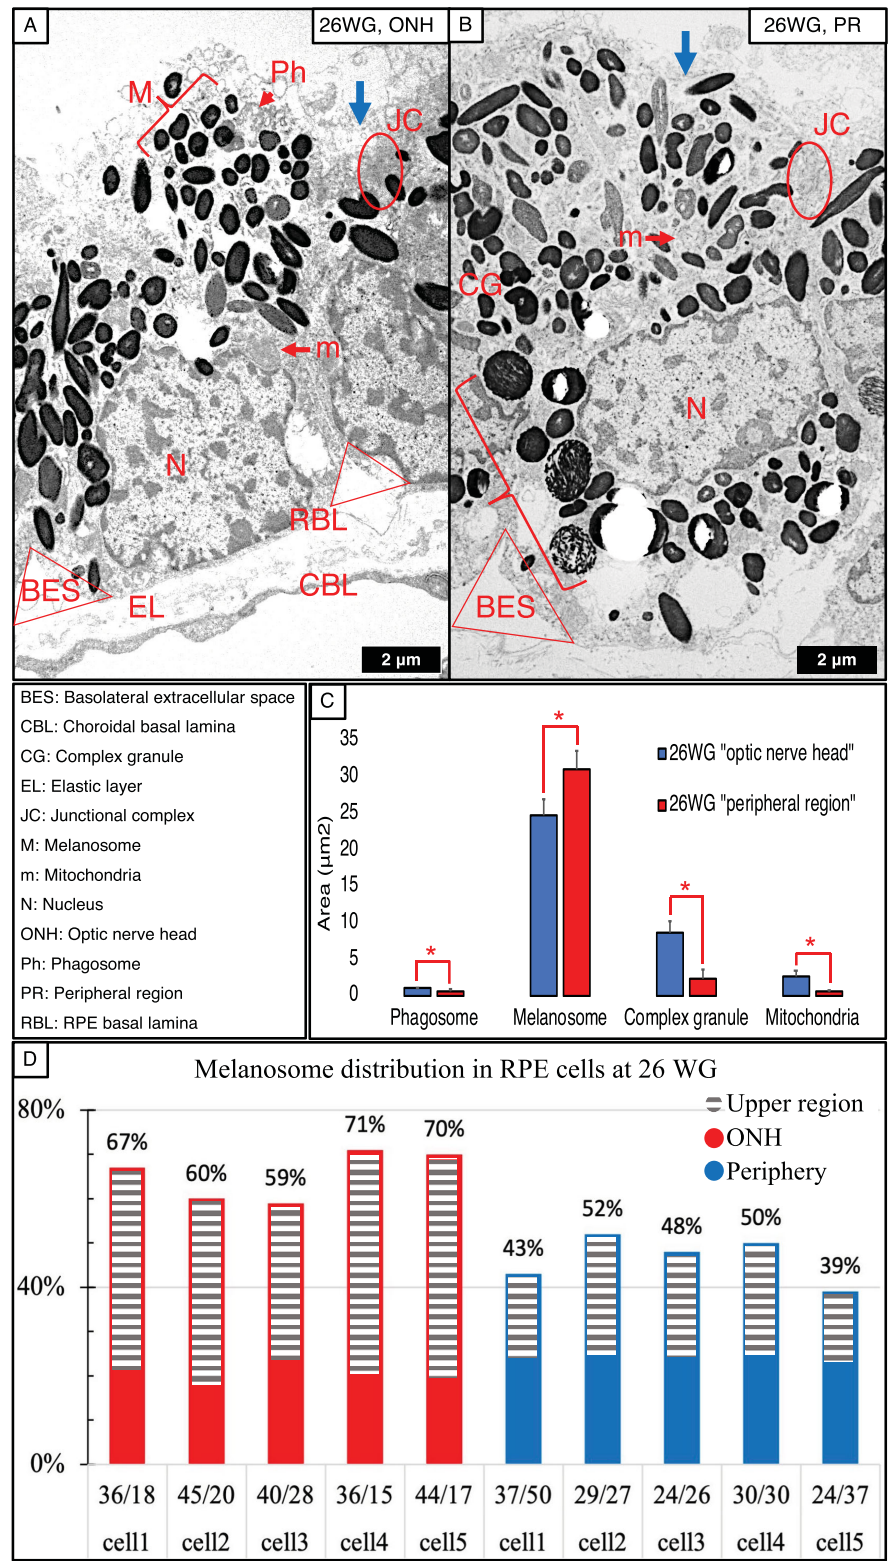 A
26WG, ONH
M
Ph
JC
m
N
RBL
BES
EL
CBL
2 µm
B
26WG, PR
JC
m
CG
N
BES
2 µm
BES: Basolateral extracellular space
CBL: Choroidal basal lamina
CG: Complex granule
EL: Elastic layer
JC: Junctional complex
M: Melanosome
m: Mitochondria
N: Nucleus
ONH: Optic nerve head
Ph: Phagosome
PR: Peripheral region
RBL: RPE basal lamina
C
Area (µm2)
35
30
25
20
15
10
5
0
* * * *
26WG "optic nerve head"
26WG "peripheral region"
Phagosome Melanosome Complex granule Mitochondria
D
Melanosome distribution in RPE cells at 26 WG
Upper region
ONH
Periphery
80%
40%
0%
67% 60% 59% 71% 70% 43% 52% 48% 50% 39%
36/18 45/20 40/28 36/15 44/17 37/50 29/27 24/26 30/30 24/37
cell1 cell2 cell3 cell4 cell5 cell1 cell2 cell3 cell4 cell5